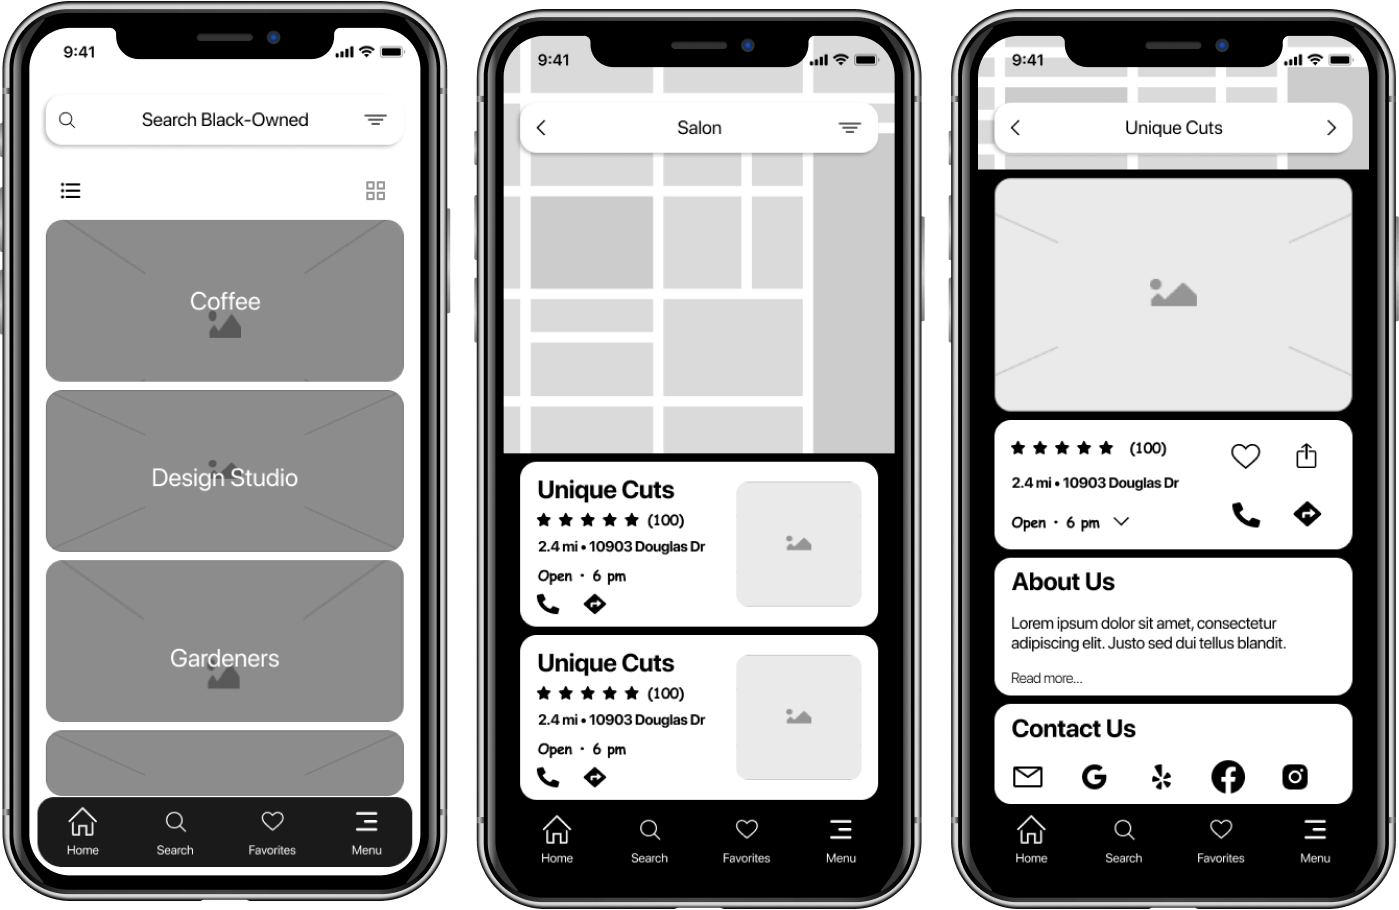 9:41
Search Black-Owned
Coffee
Design Studio
Gardeners
Home
Search
Favorites
Menu
9:41
Salon
Unique Cuts
(100)
2.4 mi • 10903 Douglas Dr
Open · 6 pm
Unique Cuts
(100)
2.4 mi • 10903 Douglas Dr
Open · 6 pm
Home
Search
Favorites
Menu
9:41
Unique Cuts
(100)
2.4 mi • 10903 Douglas Dr
Open · 6 pm
About Us
Lorem ipsum dolor sit amet, consectetur
adipiscing elit. Justo sed dui tellus blandit.
Read more...
Contact Us
Home
Search
Favorites
Menu